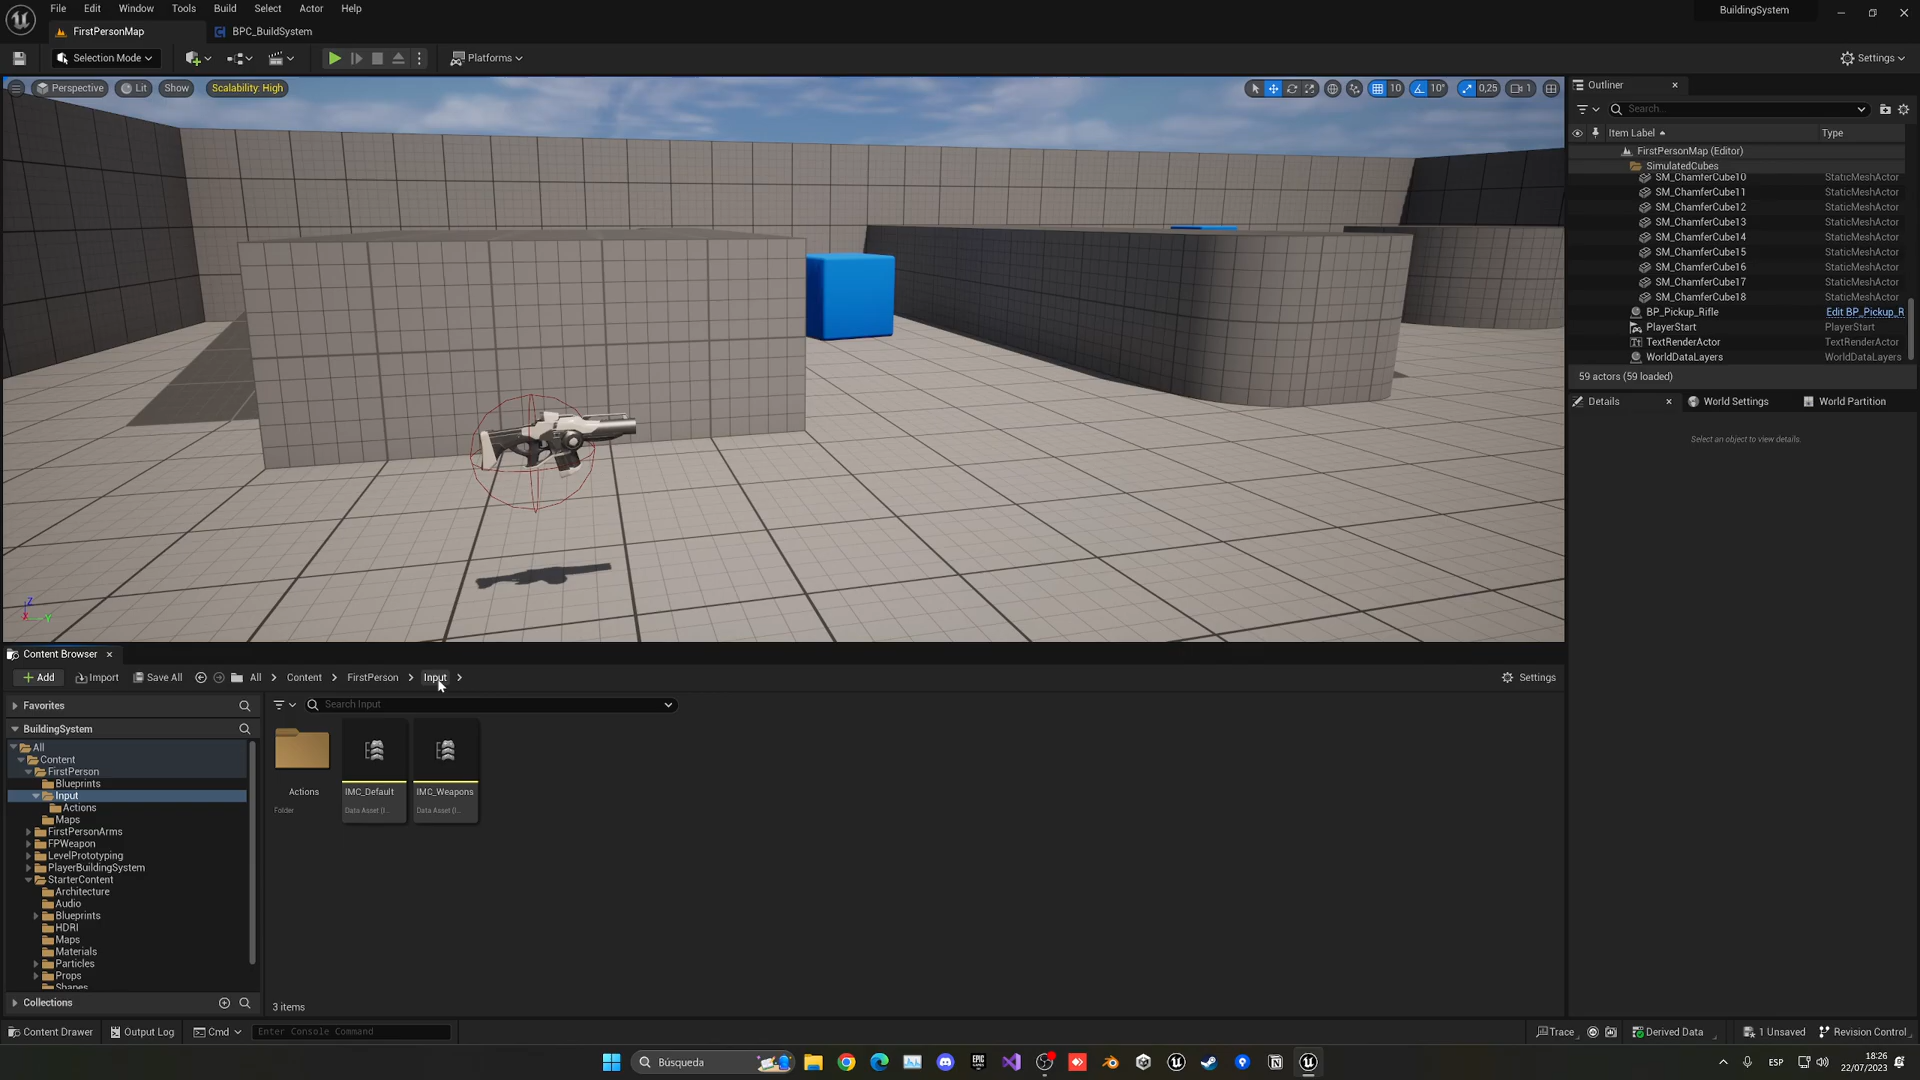 File Edit Window Tools Build Select Actor Help
BuildingSystem
FirstPersonMap
BPC_BuildSystem
Selection Mode
Platforms
Settings
Perspective
Lit
Show
Scalability: High
10
10°
0,25
1
Outliner
Search...
Item Label
Type
FirstPersonMap (Editor)
SimulatedCubes
SM_ChamferCube10 StaticMeshActor
SM_ChamferCube11 StaticMeshActor
SM_ChamferCube12 StaticMeshActor
SM_ChamferCube13 StaticMeshActor
SM_ChamferCube14 StaticMeshActor
SM_ChamferCube15 StaticMeshActor
SM_ChamferCube16 StaticMeshActor
SM_ChamferCube17 StaticMeshActor
SM_ChamferCube18 StaticMeshActor
BP_Pickup_Rifle Edit BP_Pickup_R
PlayerStart PlayerStart
TextRenderActor TextRenderActor
WorldDataLayers WorldDataLayers
59 actors (59 loaded)
Details
World Settings
World Partition
Select an object to view details.
Z
X
Y
Content Browser
Add
Import
Save All
All > Content > FirstPerson > Input >
Settings
Favorites
Search Input
BuildingSystem
All
Content
FirstPerson
Blueprints
Input
Actions
Maps
FirstPersonArms
FPWeapon
LevelPrototyping
PlayerBuildingSystem
StarterContent
Architecture
Audio
Blueprints
HDRI
Maps
Materials
Particles
Props
Shapes
Collections
Actions
Folder
IMC_Default
Data Asset (I...
IMC_Weapons
Data Asset (I...
3 items
Content Drawer
Output Log
Cmd
Enter Console Command
Trace
Derived Data
1 Unsaved
Revision Control
Búsqueda
EPIC
GAMES
ESP
18:26
22/07/2023